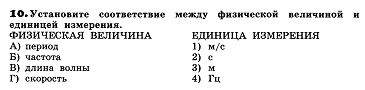 10. Установите соответствие между физической величиной и
единицей измерения.
ФИЗИЧЕСКАЯ ВЕЛИЧИНА ЕДИНИЦА ИЗМЕРЕНИЯ
А) период 1) м/с
Б) частота 2) с
В) длина волны 3) м
Г) скорость 4) Гц